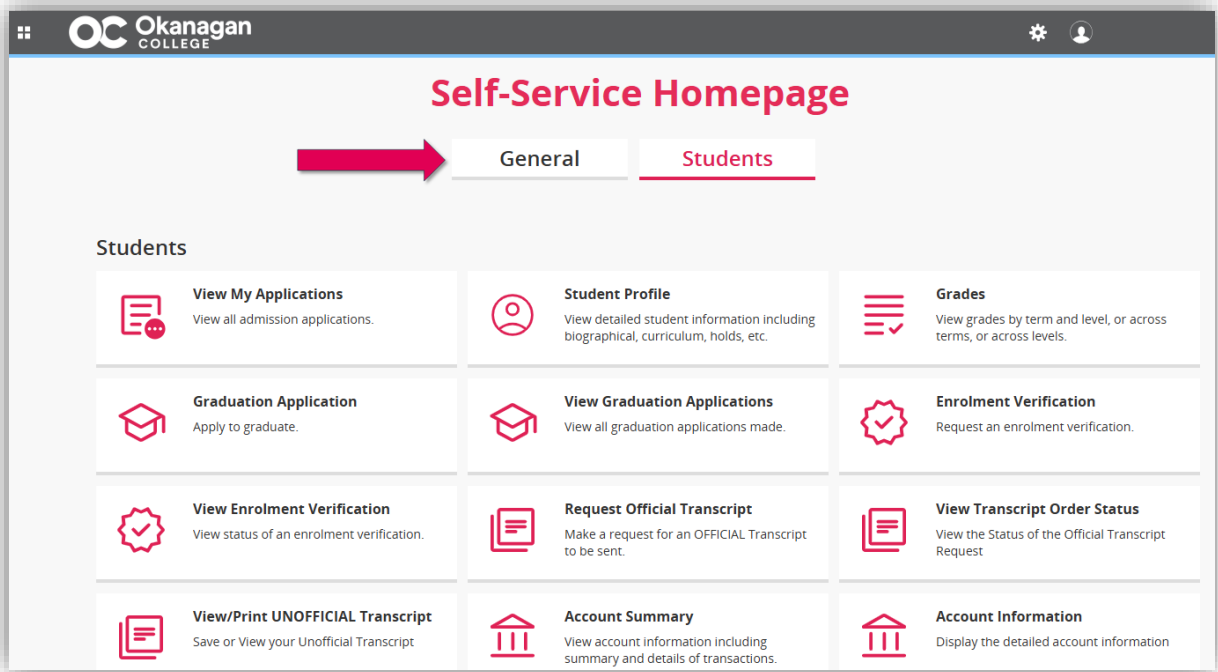 OC Okanagan
COLLEGE
Self-Service Homepage
General
Students
Students
View My Applications
View all admission applications.
Student Profile
View detailed student information including
biographical, curriculum, holds, etc.
Grades
View grades by term and level, or across
terms, or across levels.
Graduation Application
Apply to graduate.
View Graduation Applications
View all graduation applications made.
Enrolment Verification
Request an enrolment verification.
View Enrolment Verification
View status of an enrolment verification.
Request Official Transcript
Make a request for an OFFICIAL Transcript
to be sent.
View Transcript Order Status
View the Status of the Official Transcript
Request
View/Print UNOFFICIAL Transcript
Save or View your Unofficial Transcript
Account Summary
View account information including
summary and details of transactions.
Account Information
Display the detailed account information